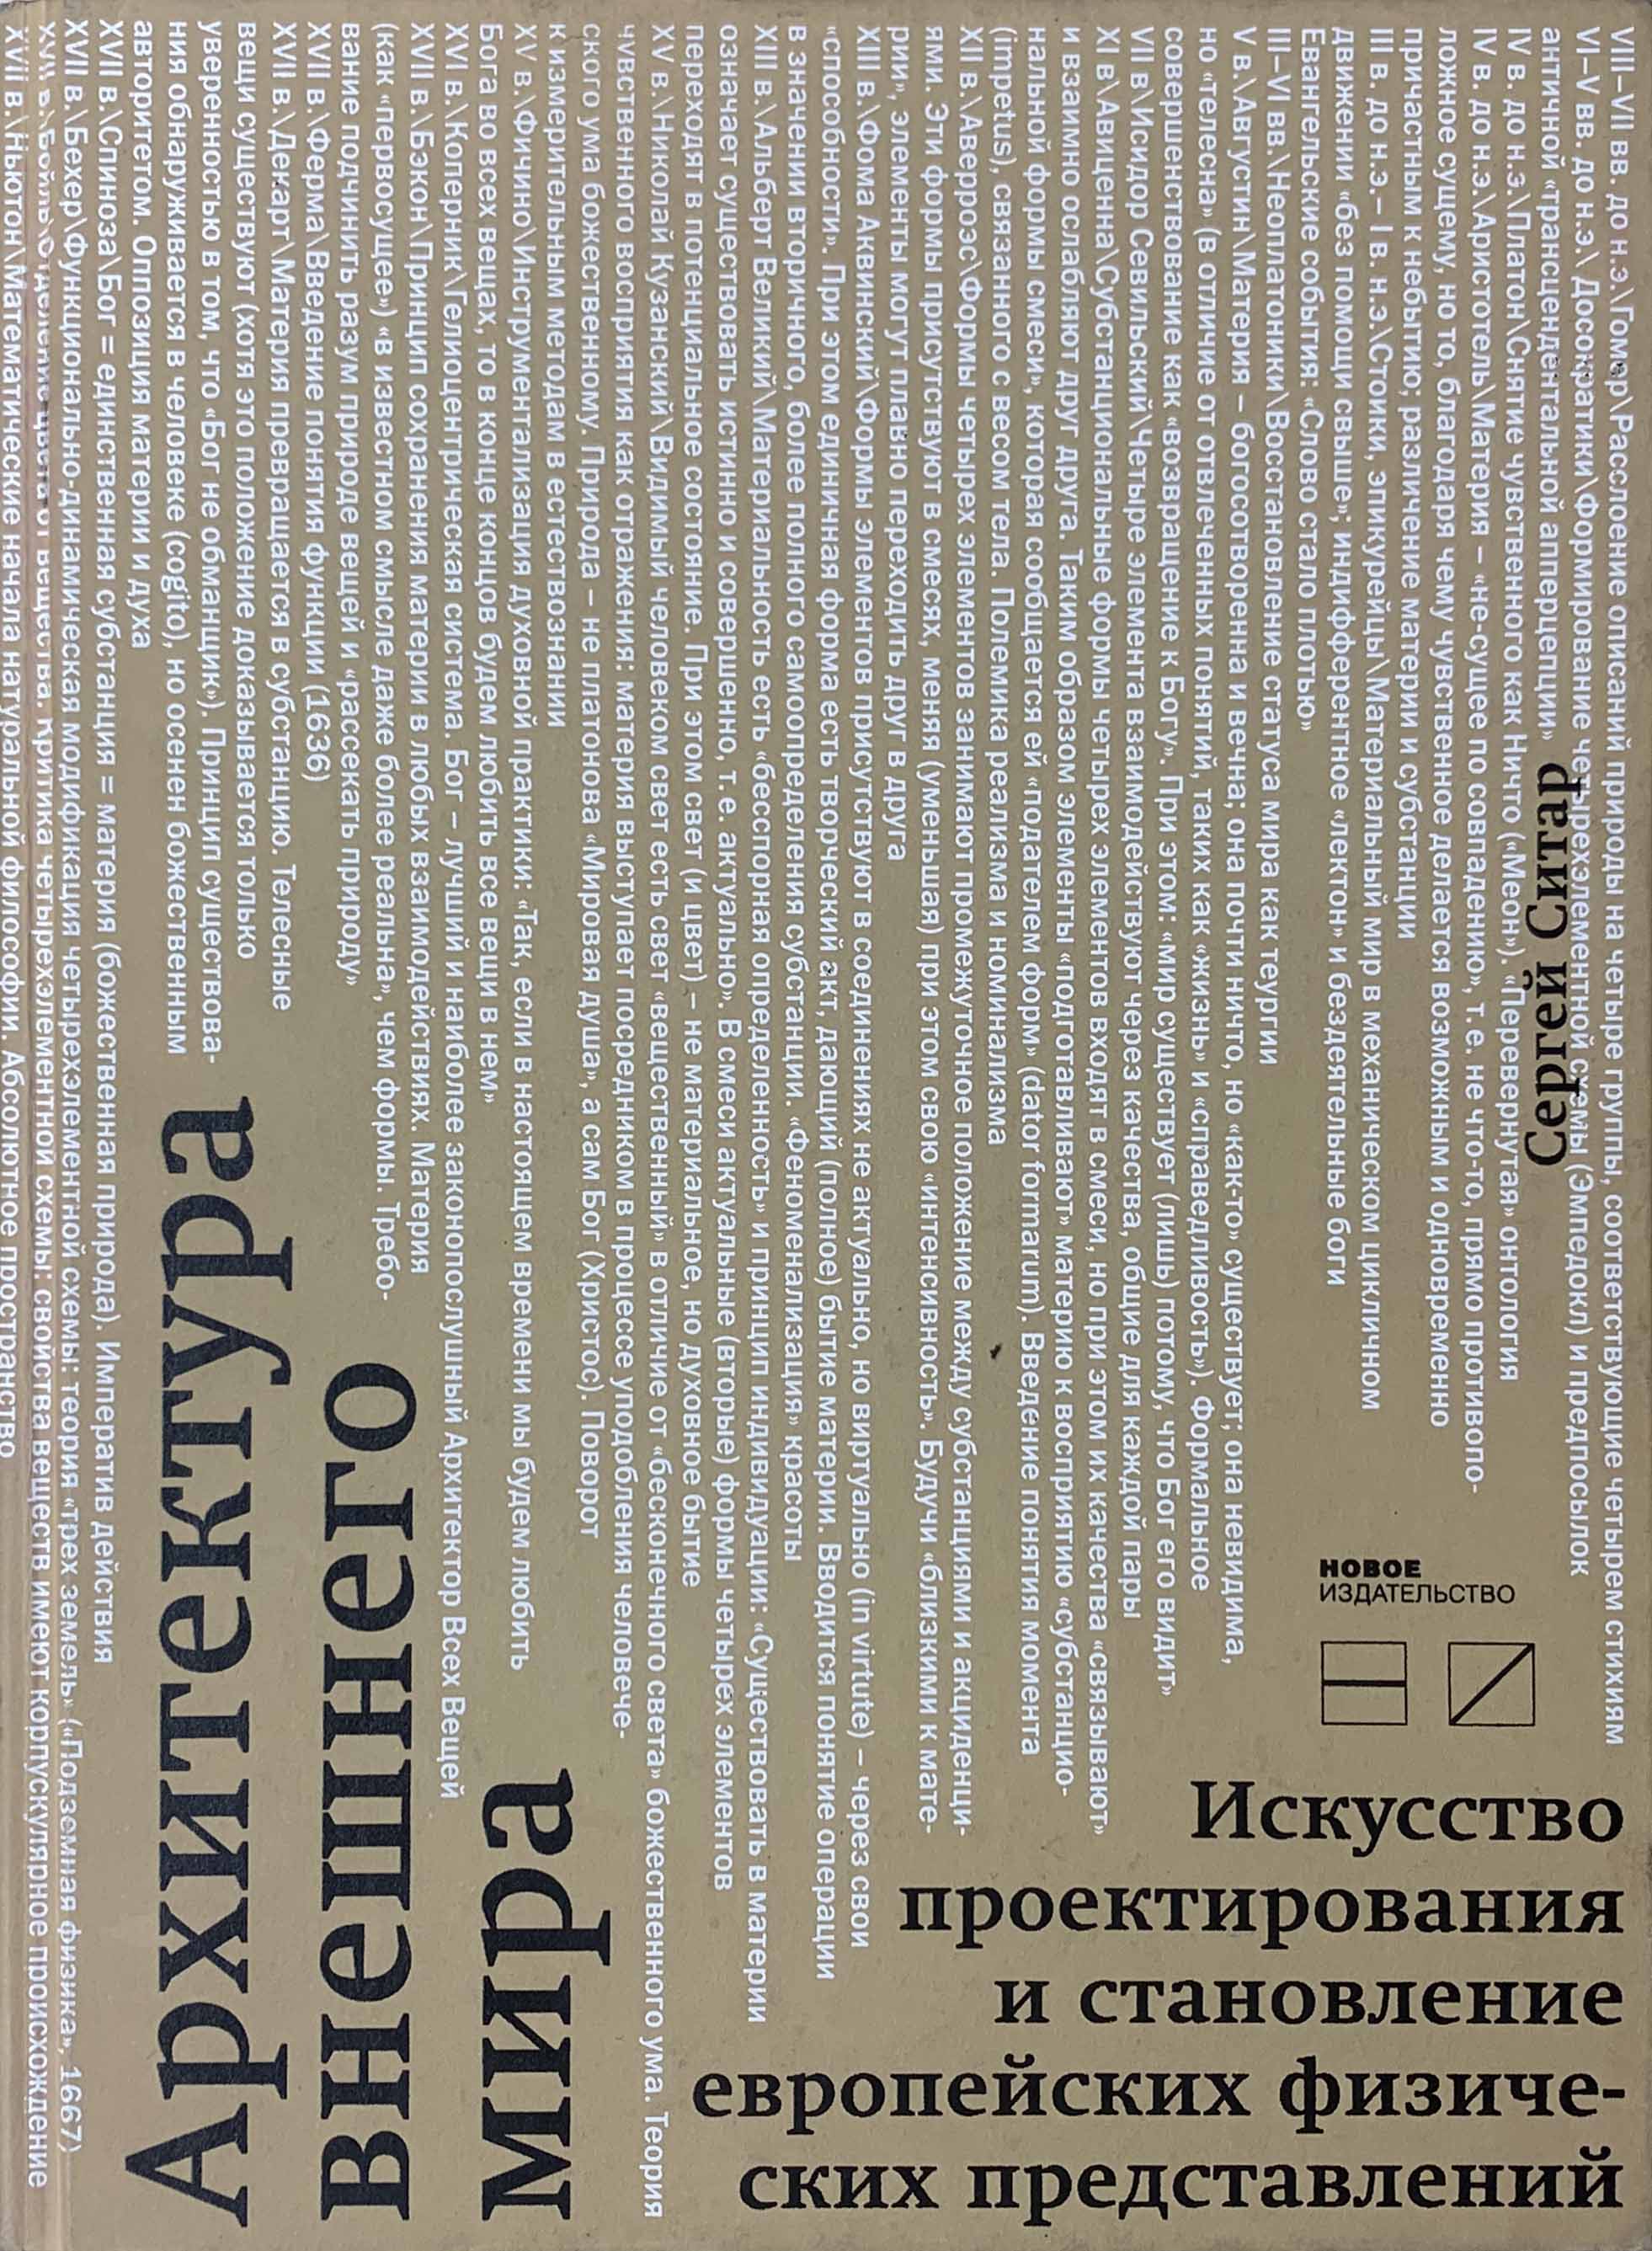 Сергей Ситар
Архитектура
внешнего
мира
Искусство
проектирования
и становление
европейских физиче-
ских представлений
НОВОЕ
ИЗДАТЕЛЬСТВО
VIII–VII вв. до н.э.\Гомер\Расслоение описаний природы на четыре группы, соответствующие четырем стихиям
VI–V вв. до н.э.\ Досократики\Формирование четырехэлементной схемы (Эмпедокл) и предпосылок
античной «трансцендентальной апперцепции»
IV в. до н.э.\Платон\Снятие чувственного как Ничто («Меон»). «Перевернутая» онтология
IV в. до н.э\Аристотель\Материя – «не-сущее по совпадению», т.е. не что-то, прямо противопо-
ложное сущему, но то, благодаря чему чувственное делается возможным и одновременно
причастным к небытию; различение материи и субстанции
III в. до н.э.– I в. н.э.\Стоики, эпикурейцы\Материальный мир в механическом цикличном
движении «без помощи свыше»; индифферентное «лектон» и бездеятельные боги
Евангельские события: «Слово стало плотью»
III–VI вв.\Неоплатоники\Восстановление статуса мира как теургии
V в.\Августин\Материя – богосотворенна и вечна; она почти ничто, но «как-то» существует; она невидима,
но «телесна» (в отличие от отвлеченных понятий, таких как «жизнь» и «справедливость»). Формальное
совершенствование как «возвращение к Богу». При этом: «мир существует (лишь) потому, что Бог его видит»
VII в\Исидор Севильский\Четыре элемента взаимодействуют через качества, общие для каждой пары
XI в\Авиценна\Субстанциональные формы четырех элементов входят в смеси, но при этом их качества «связывают»
и взаимно ослабляют друг друга. Таким образом элементы «подготавливают» материю к восприятию «субстанцио-
нальной формы смеси», которая сообщается ей «подателем форм» (dator formarum). Введение понятия момента
(impetus), связанного с весом тела. Полемика реализма и номинализма
XI в.\Аверроэс\Формы четырех элементов занимают промежуточное положение между субстанциями и акциденци-
ями. Эти формы присутствуют в смесях, меняя (уменьшая) при этом свою «интенсивность». Будучи «близкими к мате-
рии», элементы могут плавно переходить друг в друга
XIII в.\Фома Аквинский\Формы элементов присутствуют в соединениях не актуально, но виртуально (in virtute) – через свои
«способности». При этом единичная форма есть творческий акт, дающий (полное) бытие материи. Вводится понятие операции
в значении вторичного, более полного самоопределения субстанции. «Феноменализация» красоты
XIII в.\Альберт Великий\Материальность есть «бесспорная определенность» и принцип индивидуации: «Существовать в материи
означает существовать истинно и совершенно, т.е. актуально». В смеси актуальные (вторые) формы четырех элементов
переходят в потенциальное состояние. При этом свет (и цвет) – не материальное, но духовное бытие
XV в.\Николай Кузанский\Видимый человеком свет есть свет «вещественный» в отличие от «бесконечного света» божественного ума. Теория
чувственного восприятия как отражения: материя выступает посредником в процессе уподобления человече-
ского ума божественному. Природа – не платонова «Мировая душа», а сам Бог (Христос). Поворот
к измерительным методам в естествознании
XV в.\Фичино\Инструментализация духовной практики: «Так, если в настоящем времени мы будем любить
Бога во всех вещах, то в конце концов будем любить все вещи в нем»
XVI в.\Коперник\Гелиоцентрическая система. Бог – лучший и наиболее законопослушный Архитектор Всех Вещей
XVI в.\Бэкон\Принцип сохранения материи в любых взаимодействиях. Материя
(как «первосущее») «в известном смысле даже более реальна», чем формы. Требо-
вание подчинить разум природе вещей и «рассекать природу»
XVII в.\Ферма\Введение понятия функции (1636)
XVI в.\Декарт\Материя превращается в субстанцию. Телесные
вещи существуют (хотя это положение доказывается только
уверенностью в том, что «Бог не обманщик»). Принцип существова-
ния обнаруживается в человеке (cogito), но осенен божественным
авторитетом. Оппозиция материи и духа
XVII в.\Спиноза\Бог = единственная субстанция = материя (божественная природа). Императив действия
XVII в.\Бехер\Функционально-динамическая модификация четырехэлементной схемы: теория «трех земель» («Подземная физика», 1667)
вещества. Критика четырехэлементной схемы: свойства веществ имеют корпускулярное происхождение
XVII в.\ Ньютон\Математические начала натуральной философии. Абсолютное пространство